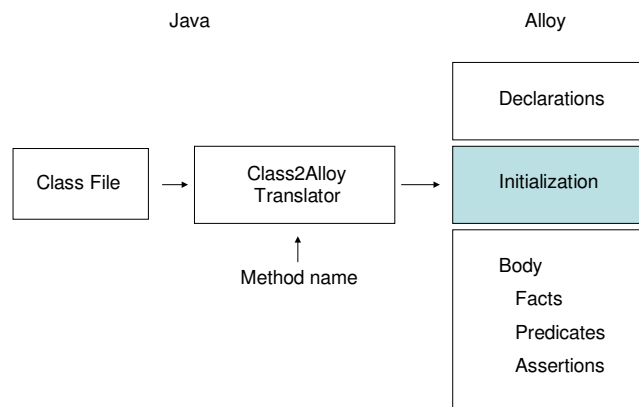 Java
Alloy
Class File
Class2Alloy
Translator
Method name
Declarations
Initialization
Body
Facts
Predicates
Assertions